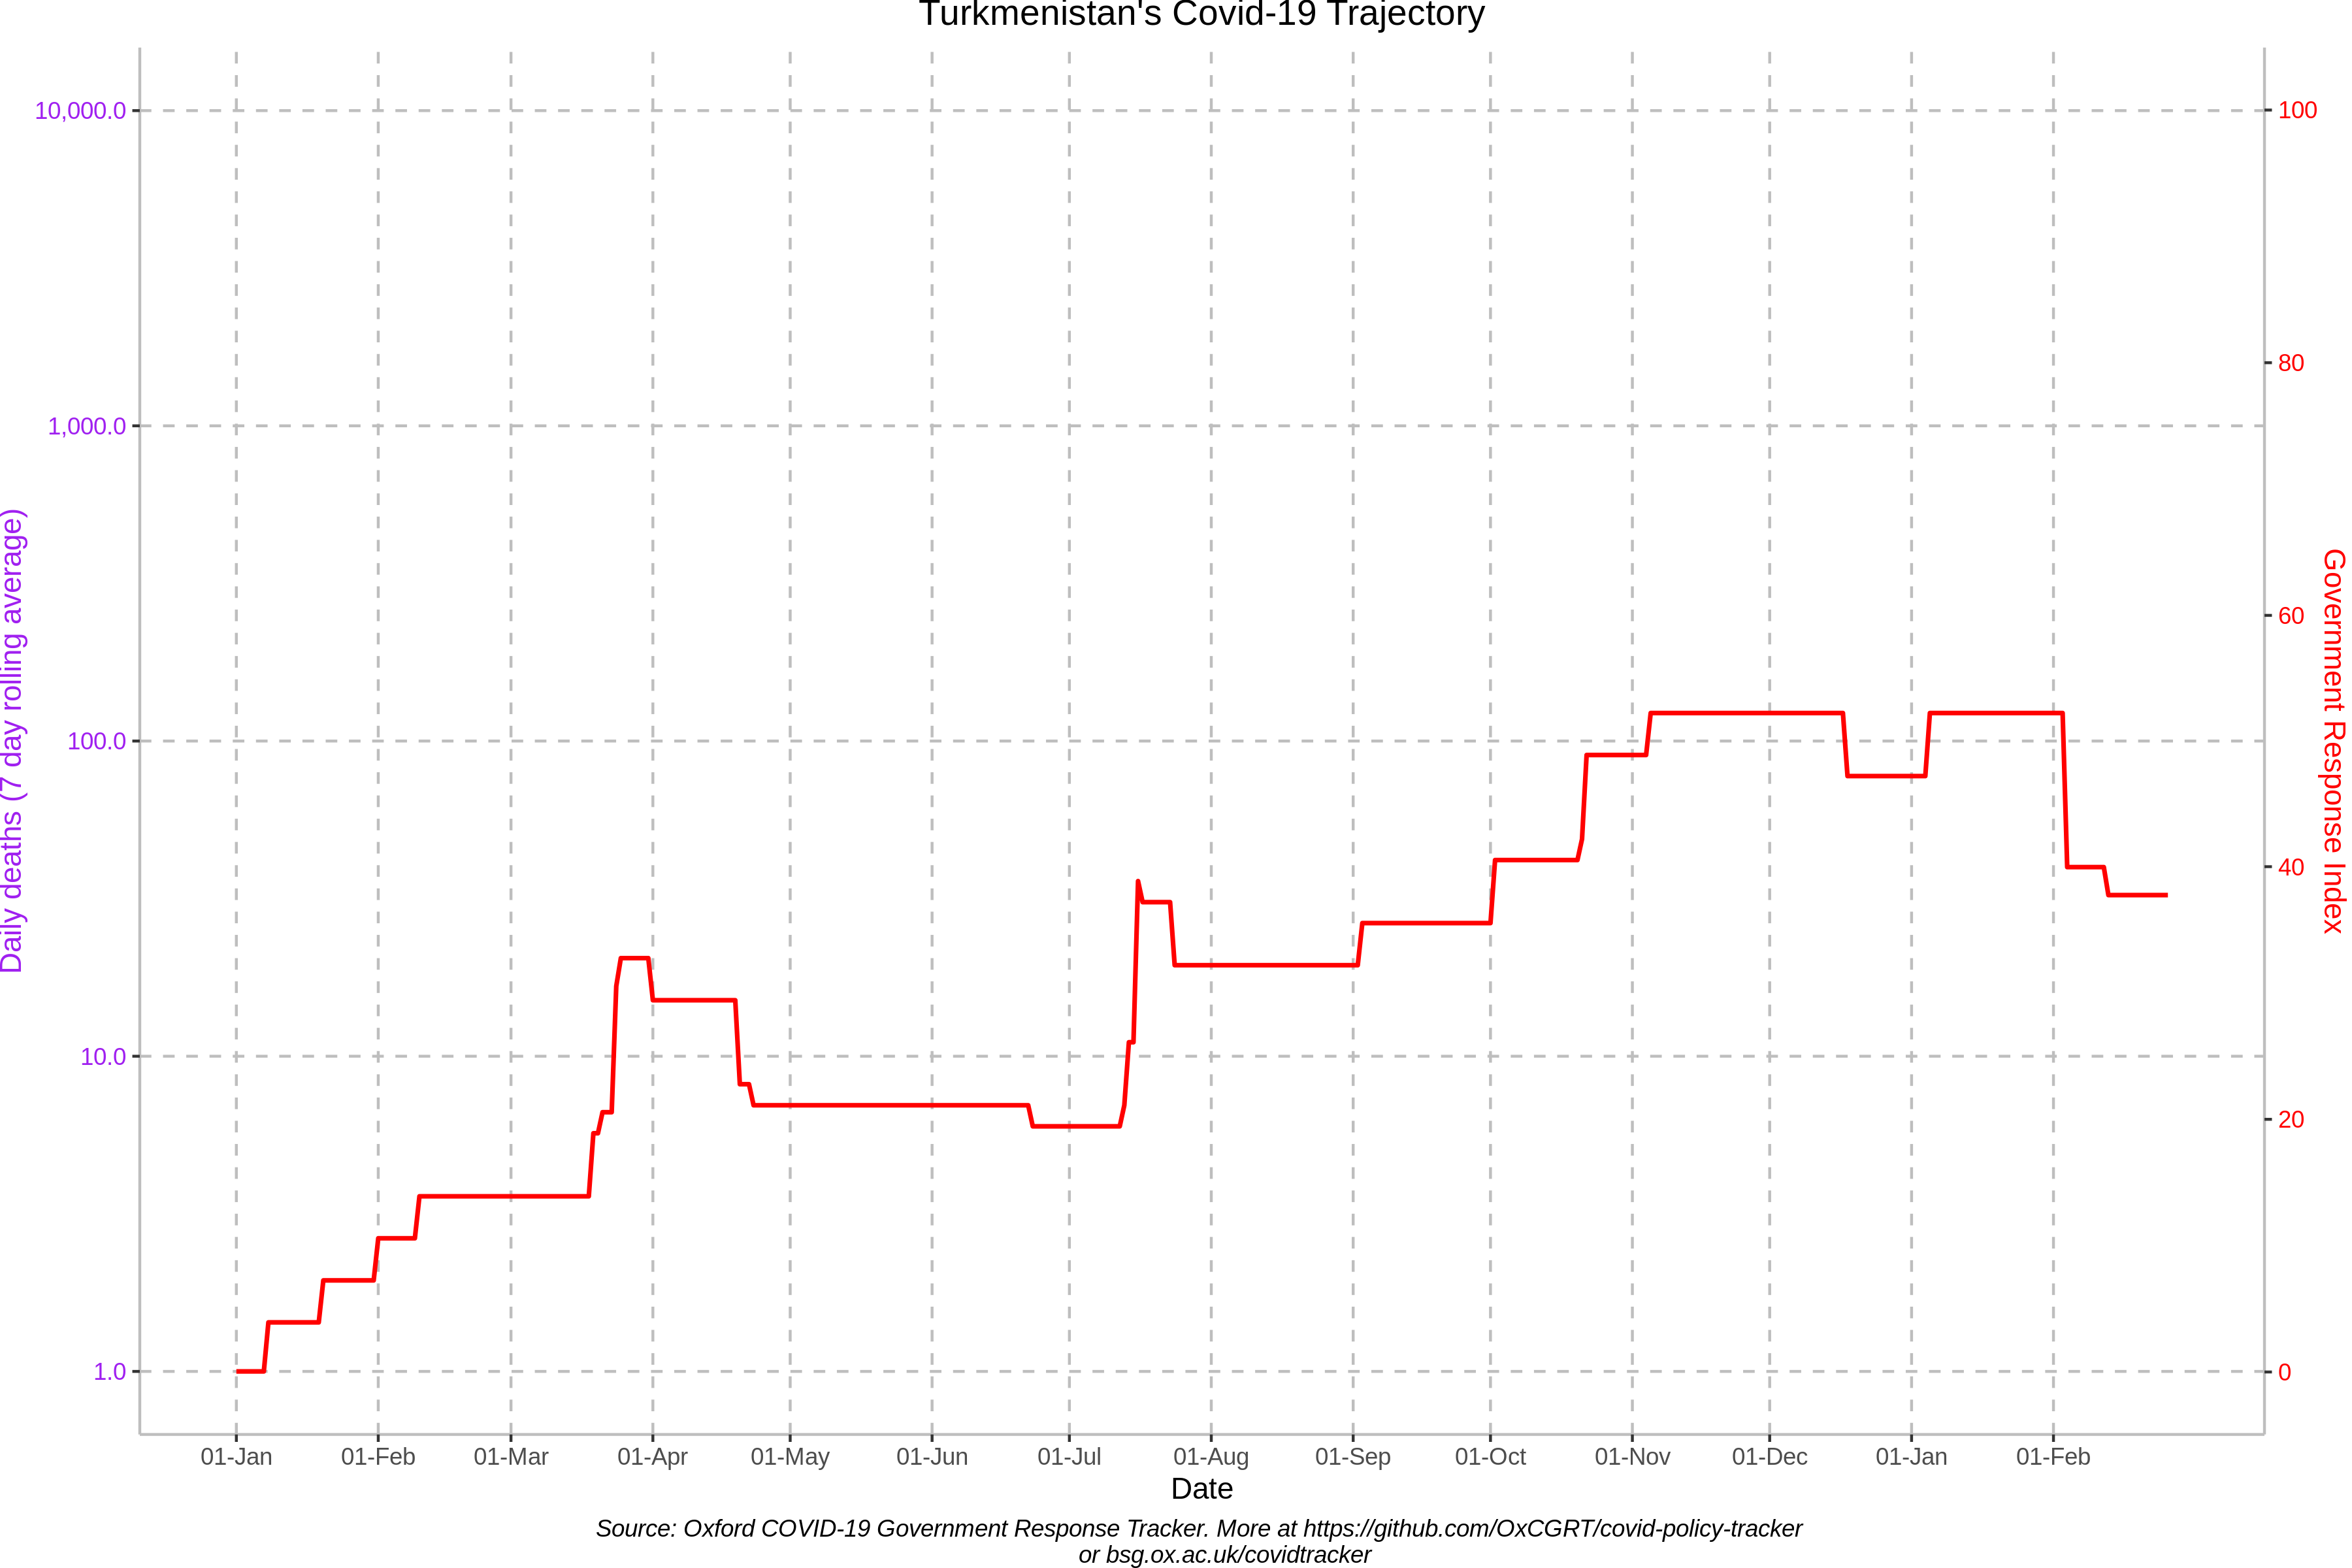 Turkmenistan's Covid-19 Trajectory
10,000.0
1,000.0
100.0
10.0
1.0
Daily deaths (7 day rolling average)
100
80
60
40
20
0
Government Response Index
01-Jan 01-Feb 01-Mar 01-Apr 01-May 01-Jun 01-Jul 01-Aug 01-Sep 01-Oct 01-Nov 01-Dec 01-Jan 01-Feb
Date
Source: Oxford COVID-19 Government Response Tracker. More at https://github.com/OxCGRT/covid-policy-tracker
or bsg.ox.ac.uk/covidtracker